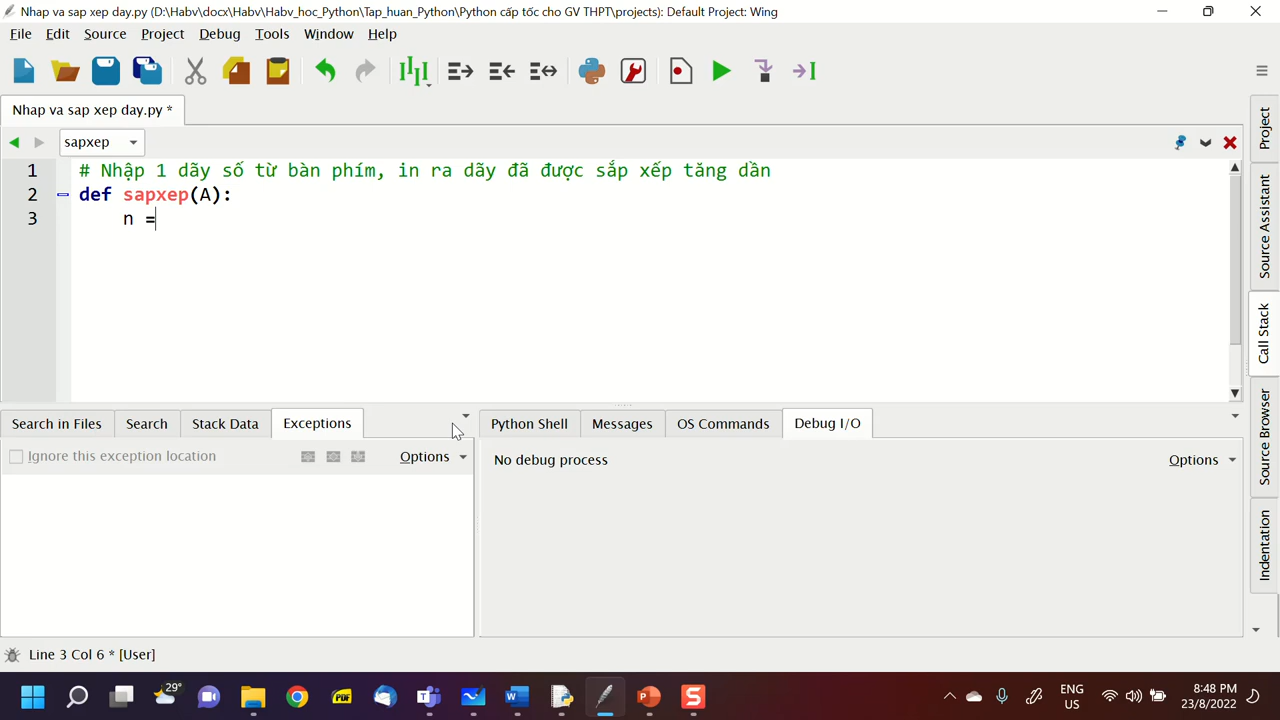 Nhap va sap xep day.py (D:\Habv\docx\Habv\Habv_hoc_Python\Tap_huan_Python\Python cấp tốc cho GV THPT\projects): Default Project: Wing
File Edit Source Project Debug Tools Window Help
Nhap va sap xep day.py *
sapxep
1 # Nhập 1 dãy số từ bàn phím, in ra dãy đã được sắp xếp tăng dần
2 def sapxep(A):
3 n =
Project
Source Assistant
Call Stack
Source Browser
Indentation
Search in Files Search Stack Data Exceptions
Ignore this exception location Options
Python Shell Messages OS Commands Debug I/O
No debug process Options
Line 3 Col 6 * [User]
29°
PDF
W
P
S
ENG
US
8:48 PM
23/8/2022